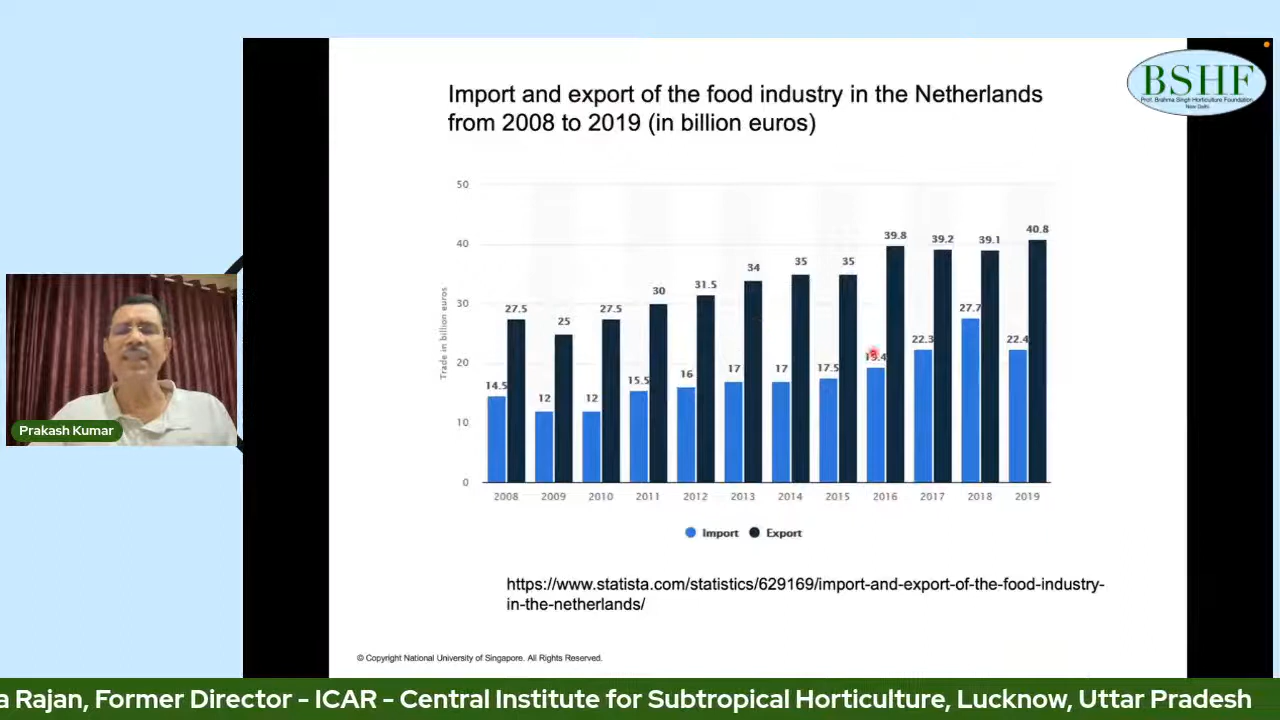 BSHF
Prof. Brahma Singh Horticulture Foundation
New Delhi
Import and export of the food industry in the Netherlands
from 2008 to 2019 (in billion euros)
Trade in billion euros
50
40
30
20
10
0
14.5 27.5
12 25
12 27.5
15.5 30
16 31.5
17 34
17 35
17.5 35
19.4 39.8
22.3 39.2
27.7 39.1
22.4 40.8
2008 2009 2010 2011 2012 2013 2014 2015 2016 2017 2018 2019
Import Export
https://www.statista.com/statistics/629169/import-and-export-of-the-food-industry-
in-the-netherlands/
© Copyright National University of Singapore. All Rights Reserved.
Prakash Kumar
a Rajan, Former Director - ICAR - Central Institute for Subtropical Horticulture, Lucknow, Uttar Pradesh